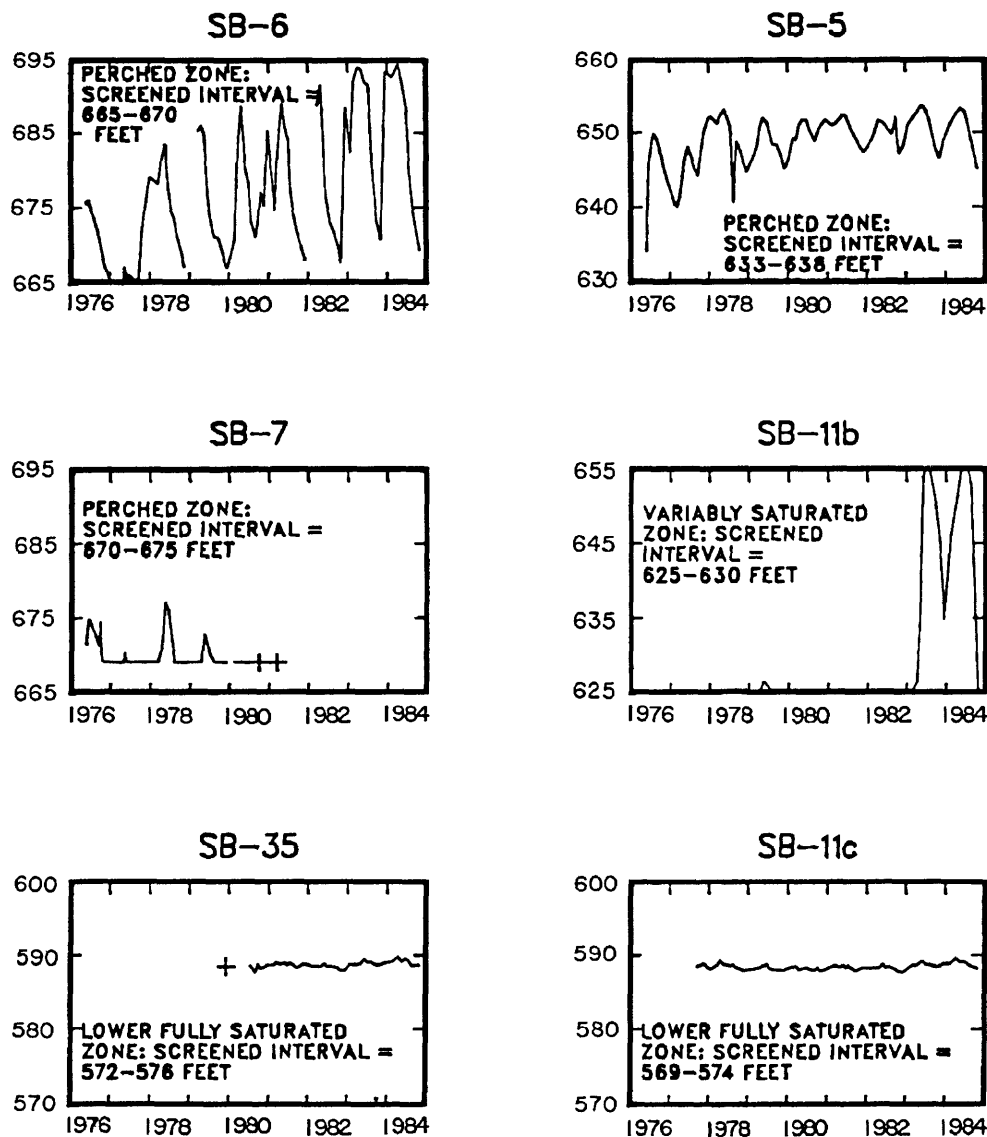 SB-6
695
685
675
665
PERCHED ZONE:
SCREENED INTERVAL =
665-670
FEET
1976 1978 1980 1982 1984
SB-5
660
650
640
630
PERCHED ZONE:
SCREENED INTERVAL =
633-638 FEET
1976 1978 1980 1982 1984
SB-7
695
685
675
665
PERCHED ZONE:
SCREENED INTERVAL =
670-675 FEET
1976 1978 1980 1982 1984
SB-11b
655
645
635
625
VARIABLY SATURATED
ZONE: SCREENED
INTERVAL =
625-630 FEET
1976 1978 1980 1982 1984
SB-35
600
590
580
570
LOWER FULLY SATURATED
ZONE: SCREENED INTERVAL =
572-576 FEET
1976 1978 1980 1982 1984
SB-11c
600
590
580
570
LOWER FULLY SATURATED
ZONE: SCREENED INTERVAL =
569-574 FEET
1976 1978 1980 1982 1984